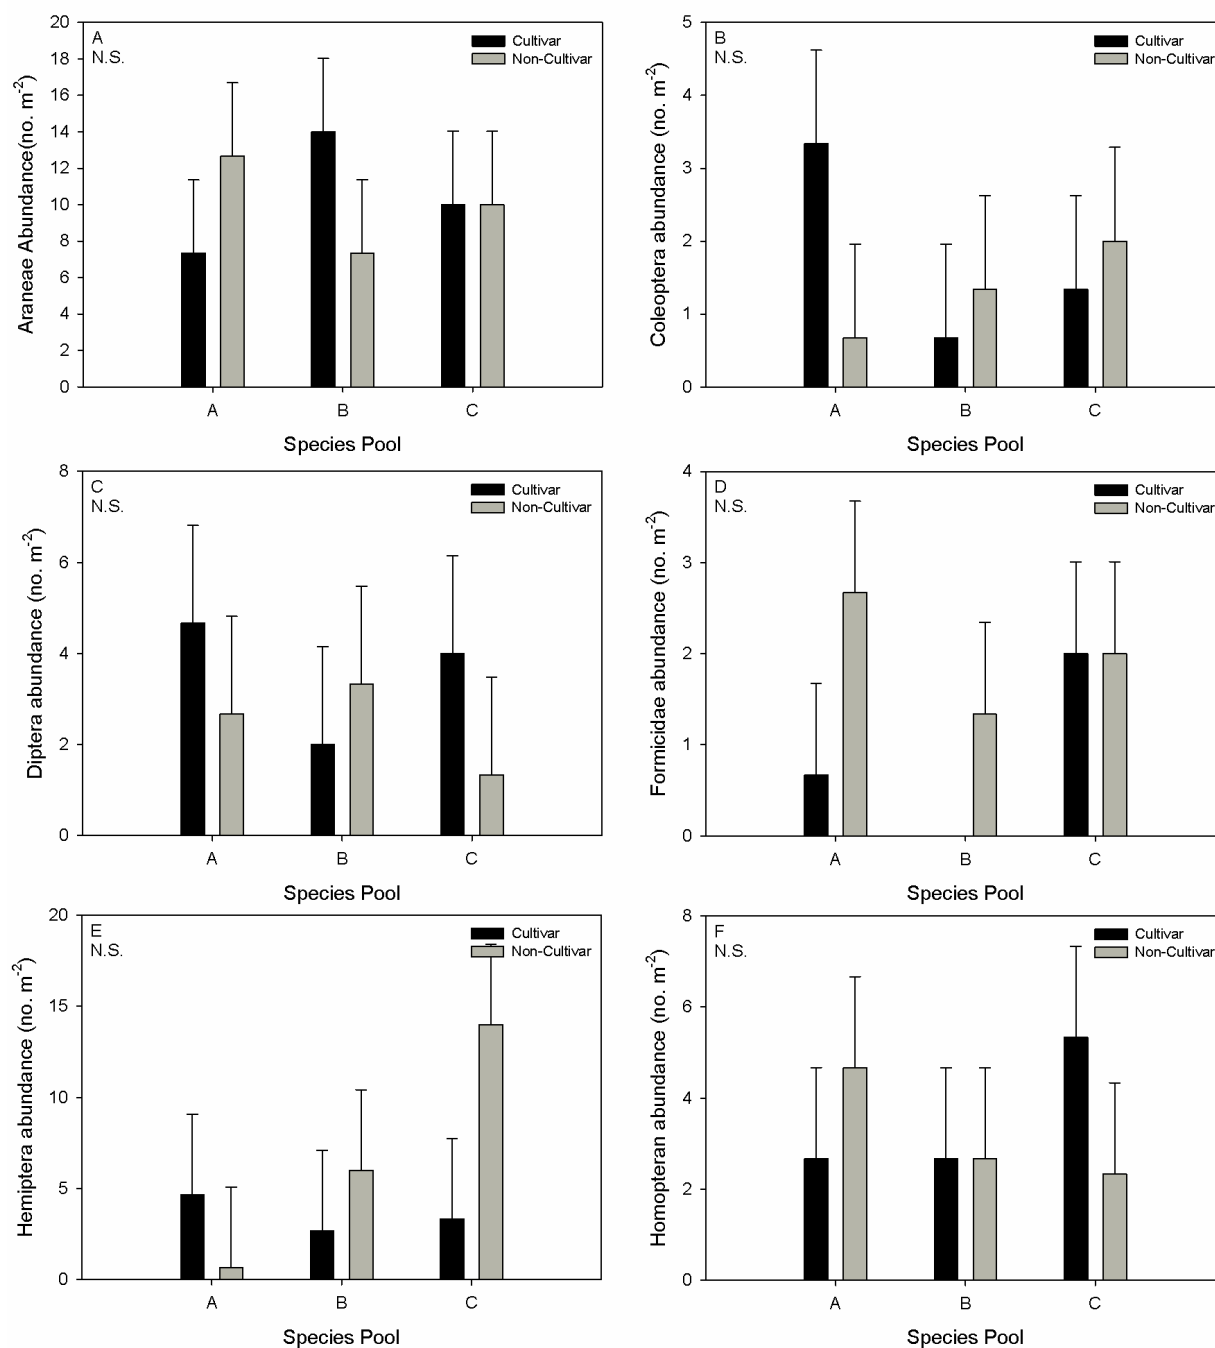 A
N.S.
Cultivar
Non-Cultivar
Araneae Abundance(no. m-2)
20
18
16
14
12
10
8
6
4
2
0
A B C
Species Pool
B
N.S.
Cultivar
Non-Cultivar
Coleoptera abundance (no. m-2)
5
4
3
2
1
0
A B C
Species Pool
C
N.S.
Cultivar
Non-Cultivar
Diptera abundance (no. m-2)
8
6
4
2
0
A B C
Species Pool
D
N.S.
Cultivar
Non-Cultivar
Formicidae abundance (no. m-2)
4
3
2
1
0
A B C
Species Pool
E
N.S.
Cultivar
Non-Cultivar
Hemiptera abundance (no. m-2)
20
15
10
5
0
A B C
Species Pool
F
N.S.
Cultivar
Non-Cultivar
Homopteran abundance (no. m-2)
8
6
4
2
0
A B C
Species Pool